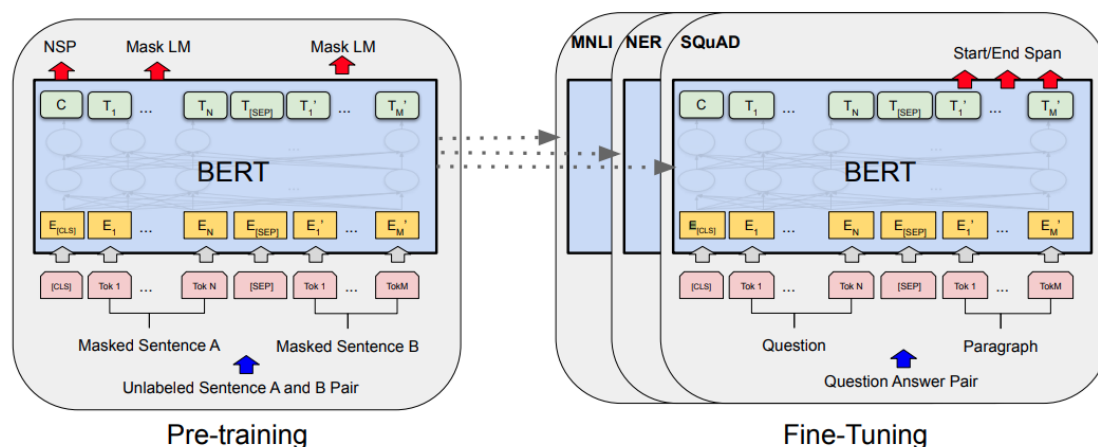 NSP Mask LM Mask LM
C T1 ... TN T[SEP] T1' ... TM'
BERT
E[CLS] E1 ... EN E[SEP] E1' ... EM'
[CLS] Tok 1 ... Tok N [SEP] Tok 1 ... TokM
Masked Sentence A Masked Sentence B
Unlabeled Sentence A and B Pair
Pre-training
MNLI NER SQuAD
Start/End Span
C T1 ... TN T[SEP] T1' ... TM'
BERT
E[CLS] E1 ... EN E[SEP] E1' ... EM'
[CLS] Tok 1 ... Tok N [SEP] Tok 1 ... TokM
Question Paragraph
Question Answer Pair
Fine-Tuning